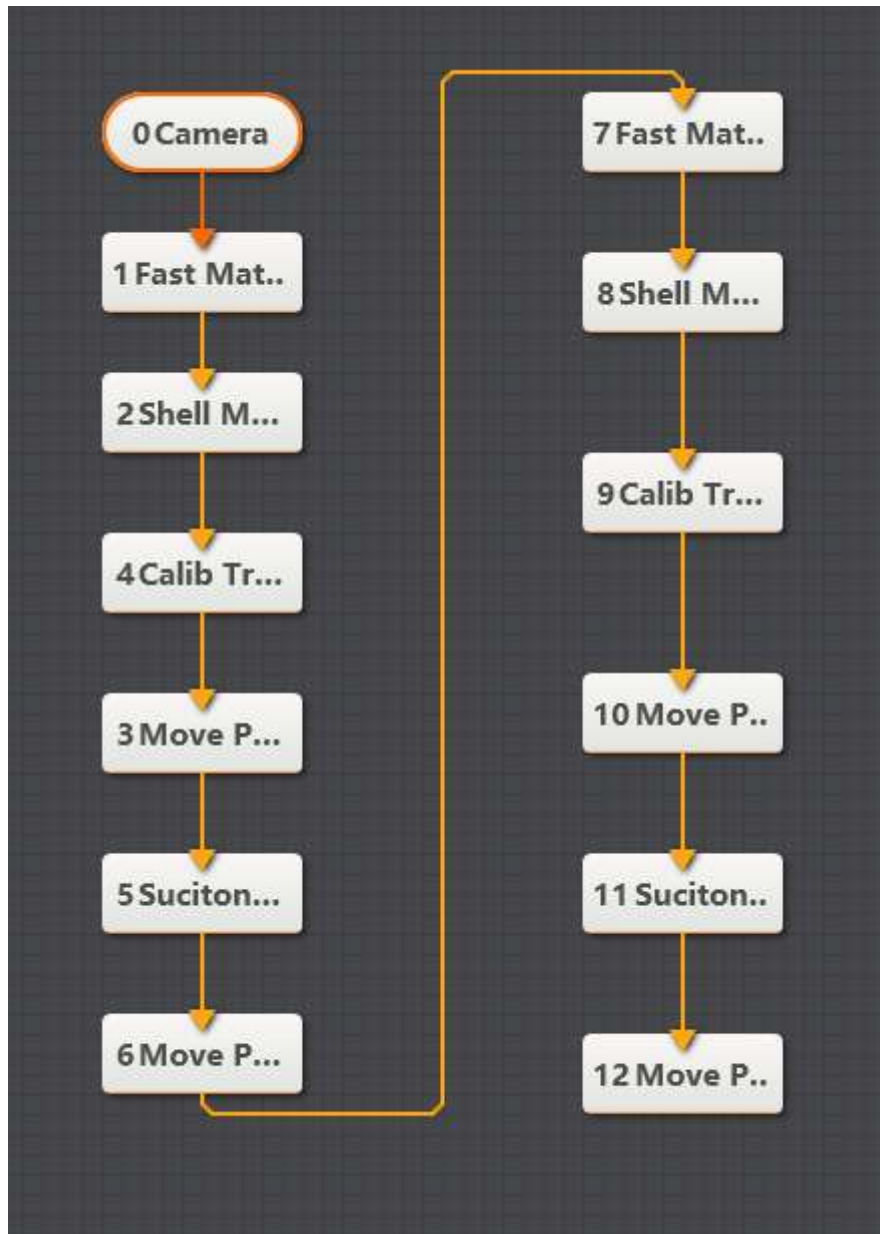 0 Camera
1 Fast Mat..
2 Shell M...
4 Calib Tr...
3 Move P...
5 Suciton...
6 Move P...
7 Fast Mat..
8 Shell M...
9 Calib Tr...
10 Move P..
11 Suciton..
12 Move P..